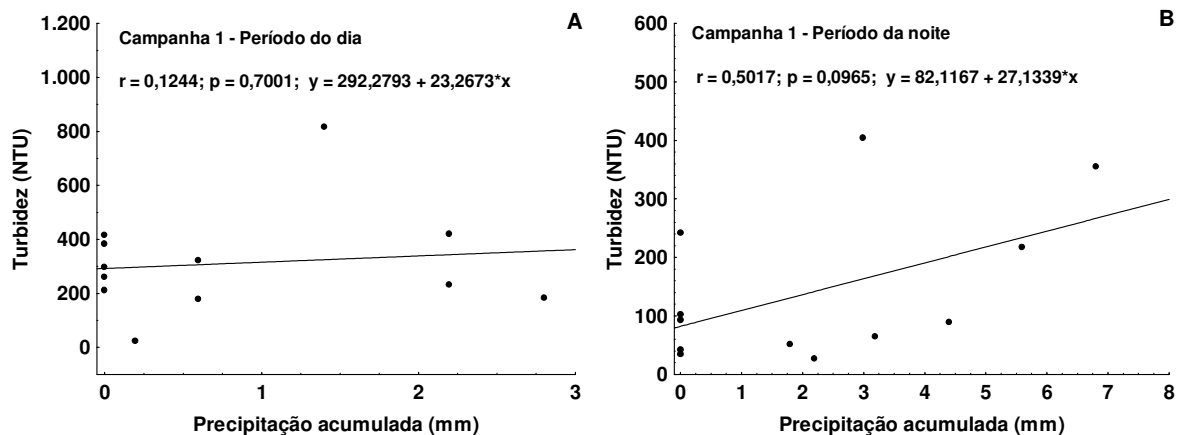 A
Campanha 1 - Período do dia
r = 0,1244; p = 0,7001; y = 292,2793 + 23,2673*x
Turbidez (NTU)
1.200
1.000
800
600
400
200
0
0 1 2 3
Precipitação acumulada (mm)
B
Campanha 1 - Período da noite
r = 0,5017; p = 0,0965; y = 82,1167 + 27,1339*x
Turbidez (NTU)
600
500
400
300
200
100
0
0 1 2 3 4 5 6 7 8
Precipitação acumulada (mm)